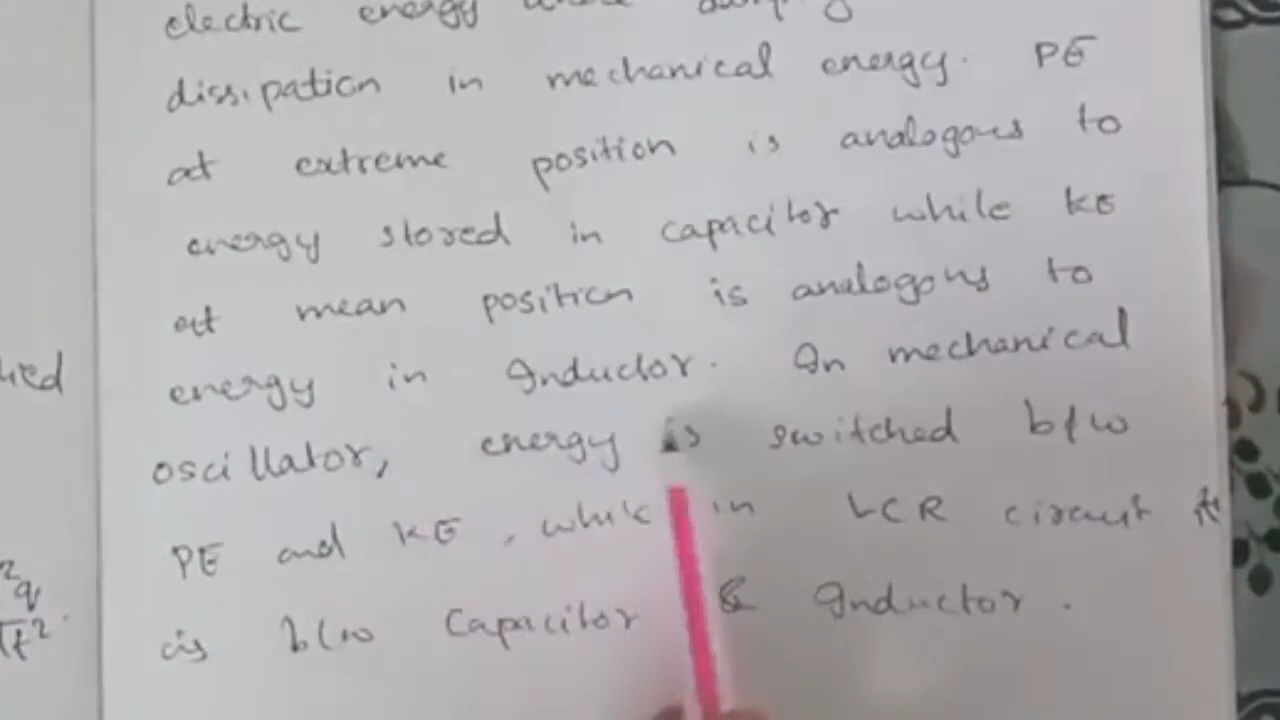 electric energy
dissipation in mechanical energy. PE
at extreme position is analogous to
energy stored in capacitor while KE
at mean position is analogous to
energy in Inductor. In mechanical
oscillator, energy is switched b/w
PE and KE, while in LCR circuit it
is b/w Capacitor & Inductor.